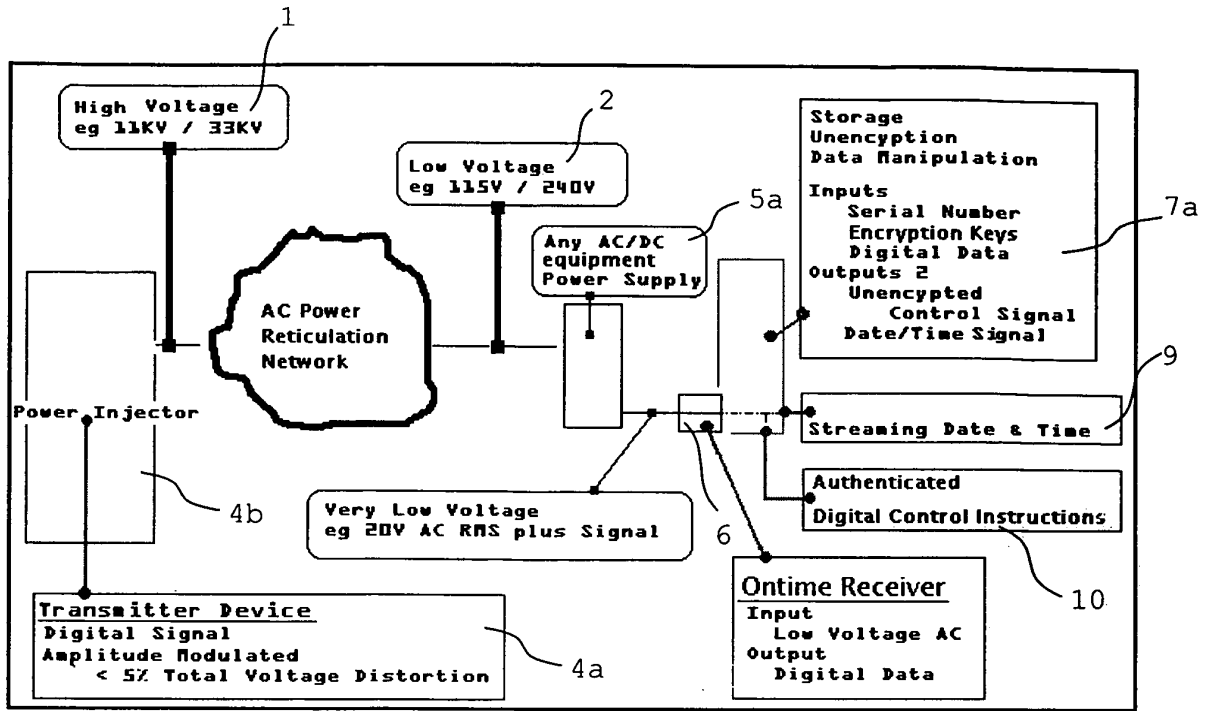 1
High Voltage
eg 11KV / 33KV
2
Low Voltage
eg 115V / 240V
5a
Any AC/DC
equipment
Power Supply
Storage
Unencyption
Data Manipulation
Inputs
Serial Number
Encryption Keys
Digital Data
Outputs 2
Unencypted
Control Signal
Date/Time Signal
7a
AC Power
Reticulation
Network
Power Injector
4b
9
Streaming Date & Time
Very Low Voltage
eg 20V AC RMS plus Signal
6
Authenticated
Digital Control Instructions
10
Transmitter Device
Digital Signal
Amplitude Modulated
< 5% Total Voltage Distortion
4a
Ontime Receiver
Input
Low Voltage AC
Output
Digital Data